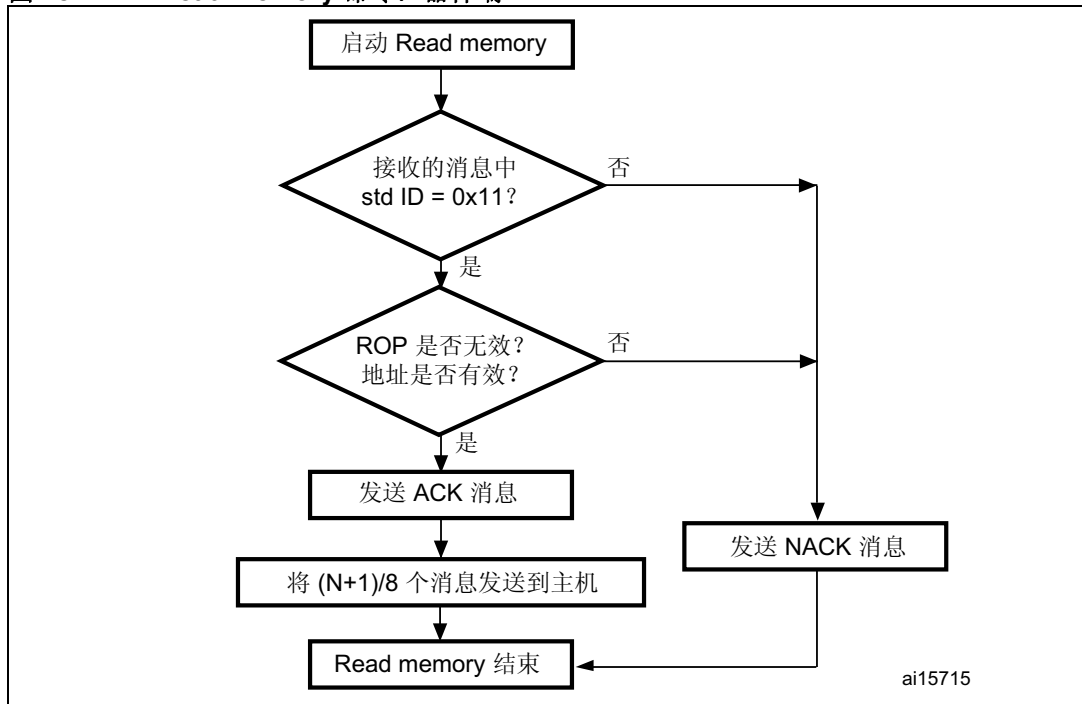 启动 Read memory
接收的消息中
std ID = 0x11？
否
是
ROP 是否无效？
地址是否有效？
否
是
发送 ACK 消息
发送 NACK 消息
将 (N+1)/8 个消息发送到主机
Read memory 结束
ai15715